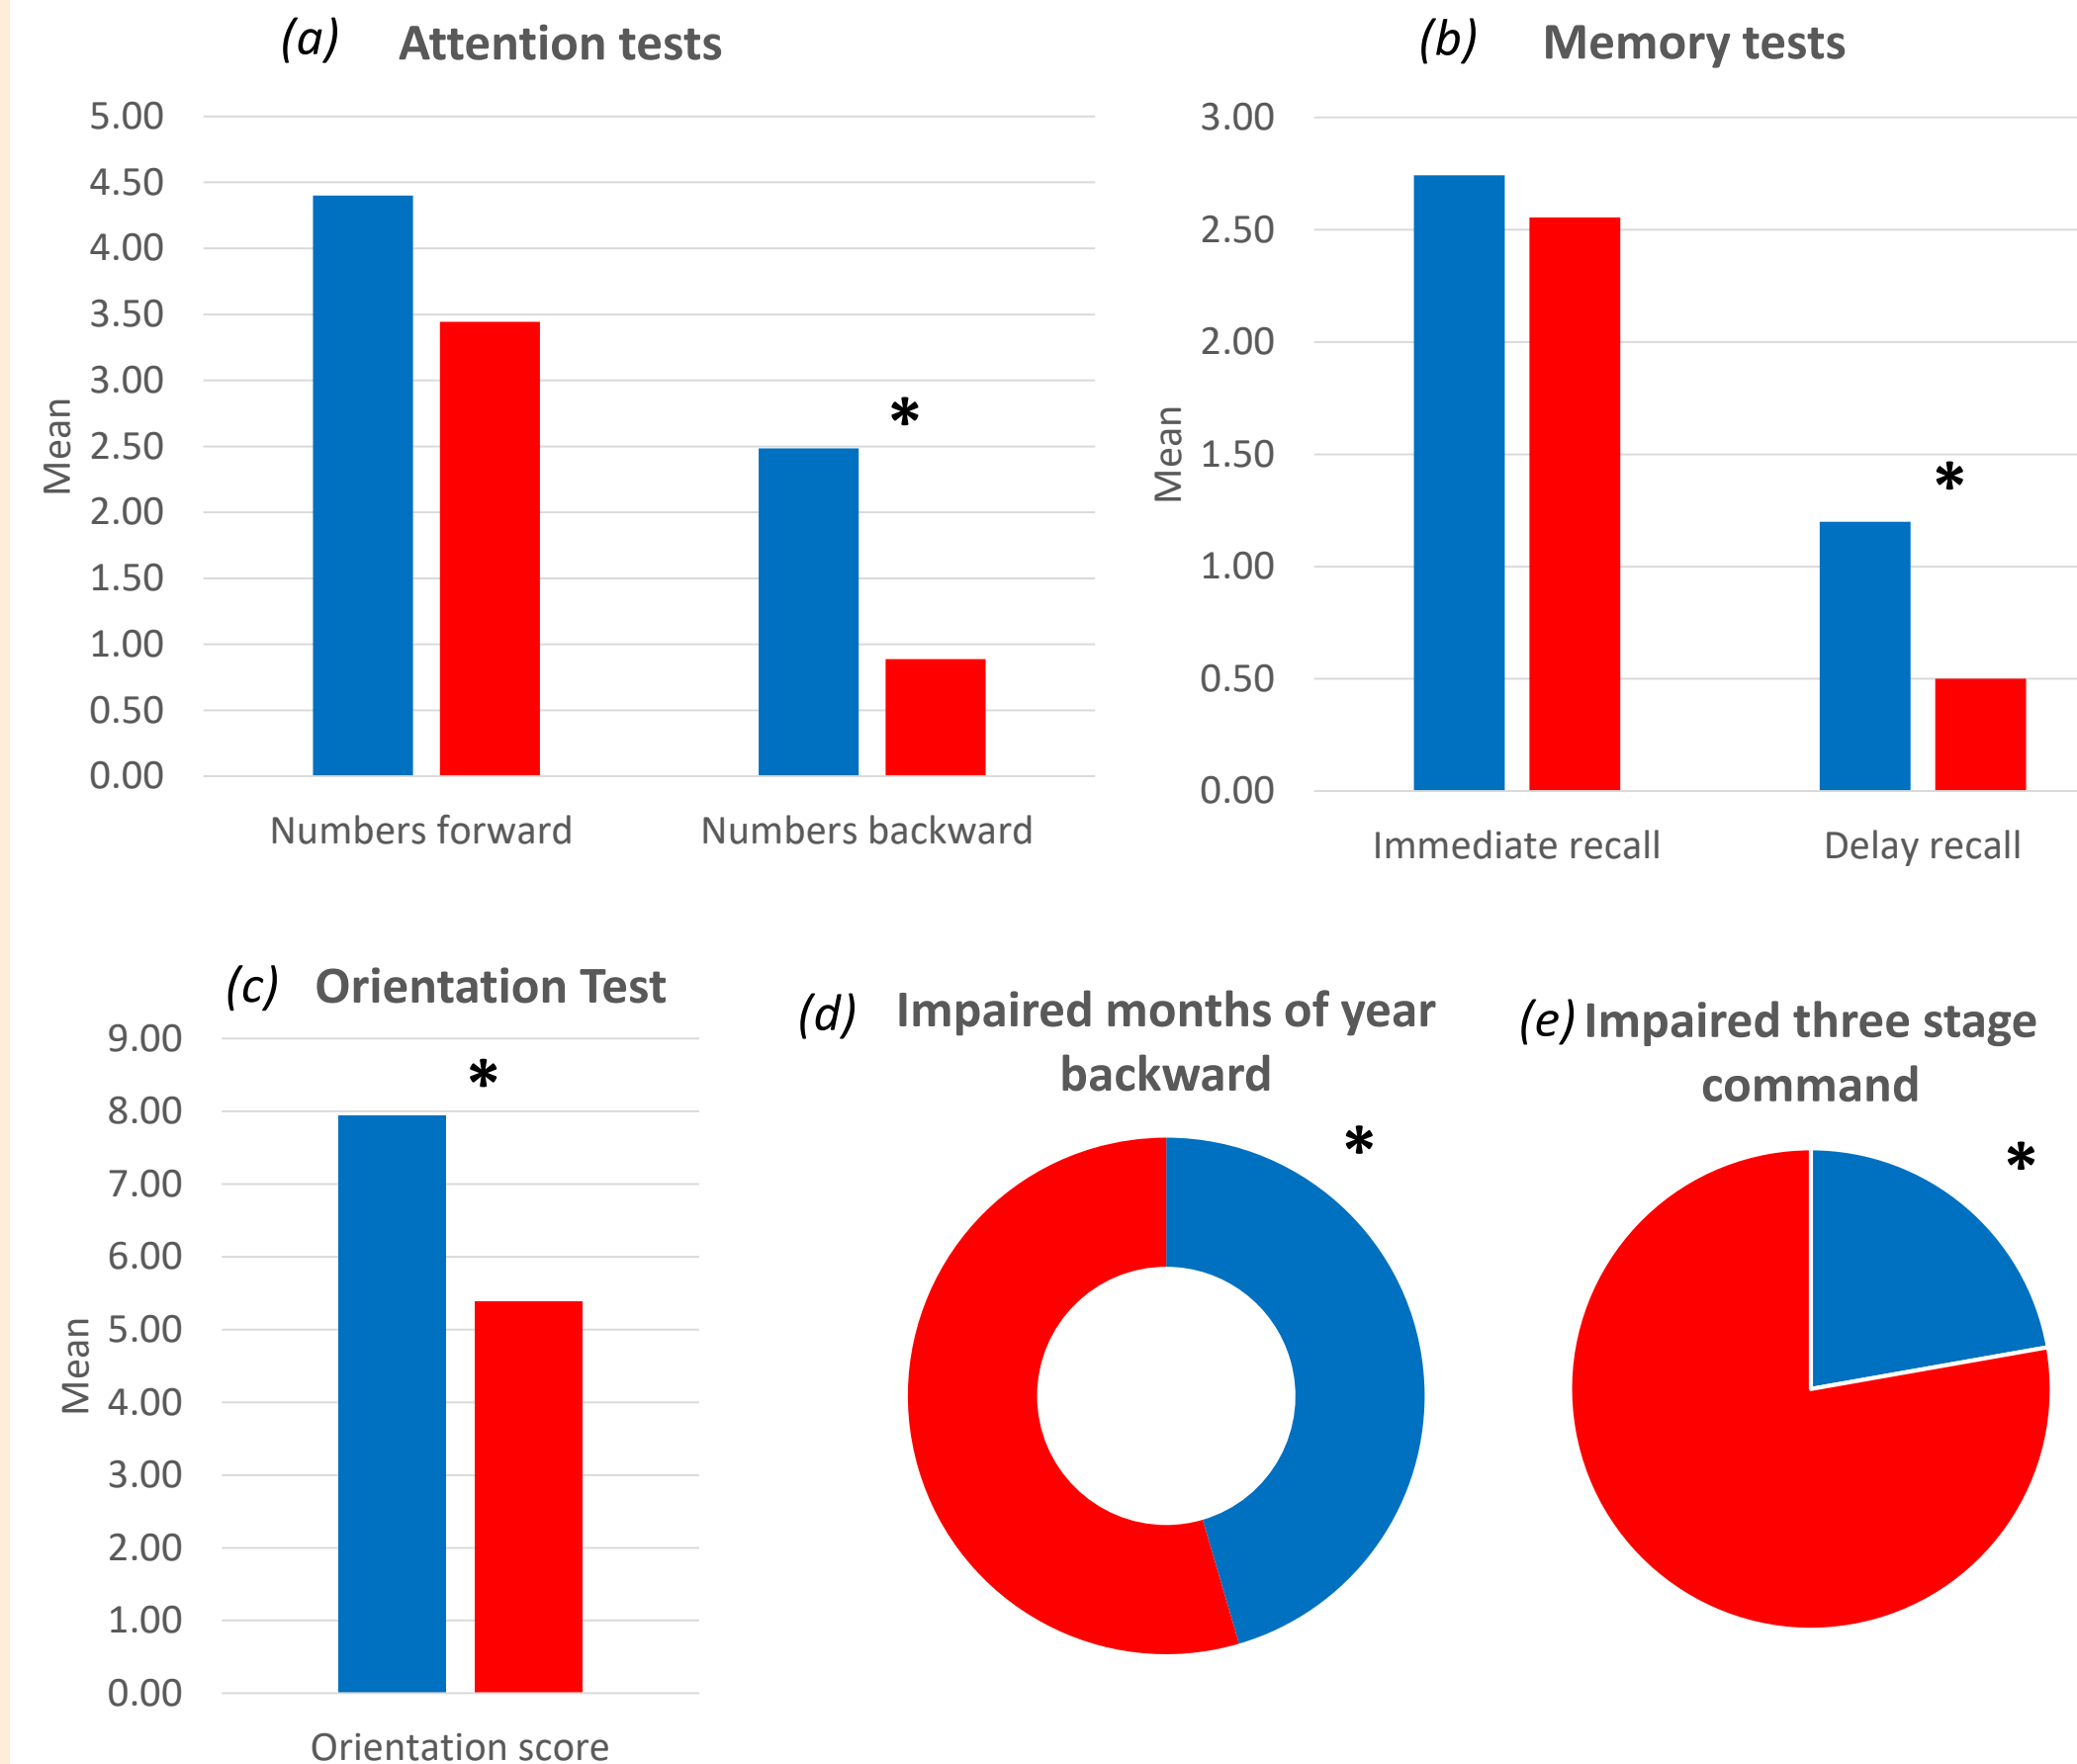 (a) Attention tests
5.00
4.50
4.00
3.50
3.00
2.50
2.00
1.50
1.00
0.50
0.00
Mean
*
Numbers forward
Numbers backward
(b) Memory tests
3.00
2.50
2.00
1.50
1.00
0.50
0.00
Mean
*
Immediate recall
Delay recall
(c) Orientation Test
9.00
8.00
7.00
6.00
5.00
4.00
3.00
2.00
1.00
0.00
Mean
*
Orientation score
(d) Impaired months of year
backward
*
(e) Impaired three stage
command
*